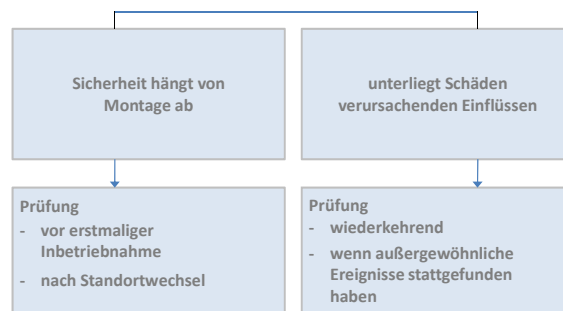 Sicherheit hängt von
Montage ab
unterliegt Schäden
verursachenden Einflüssen
Prüfung
- vor erstmaliger
Inbetriebnahme
- nach Standortwechsel
Prüfung
- wiederkehrend
- wenn außergewöhnliche
Ereignisse stattgefunden
haben